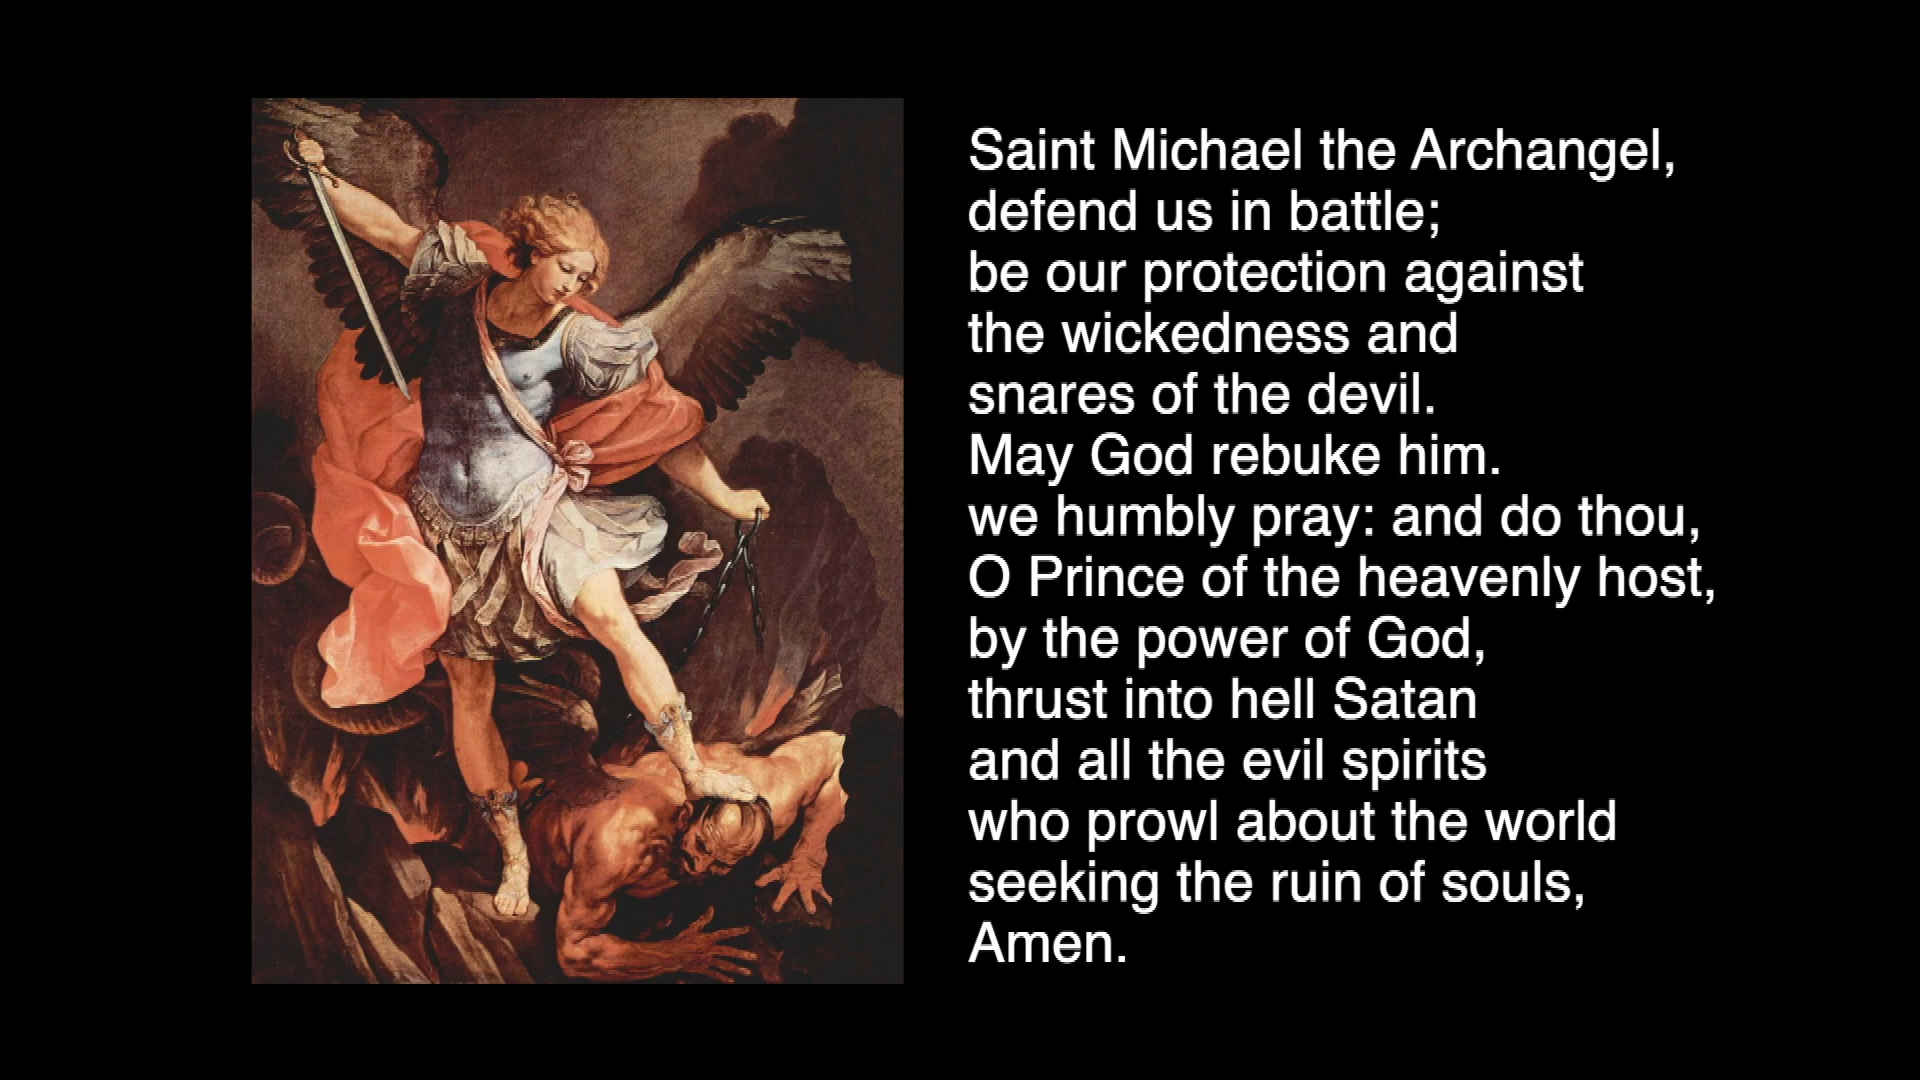 Saint Michael the Archangel,
defend us in battle;
be our protection against
the wickedness and
snares of the devil.
May God rebuke him.
we humbly pray: and do thou,
O Prince of the heavenly host,
by the power of God,
thrust into hell Satan
and all the evil spirits
who prowl about the world
seeking the ruin of souls,
Amen.